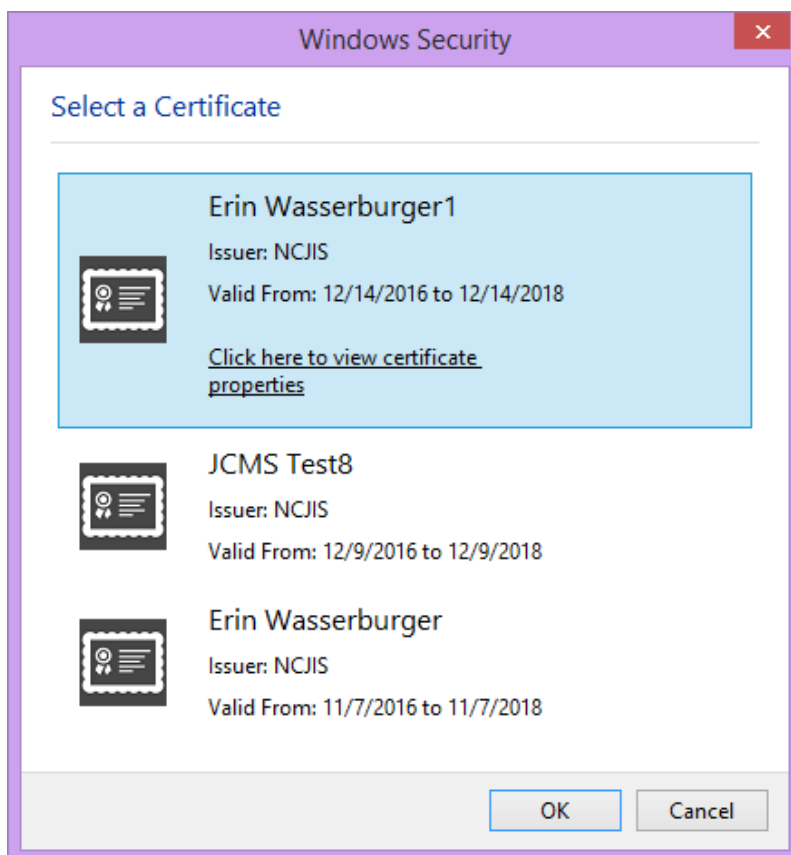 Windows Security
Select a Certificate
Erin Wasserburger1
Issuer: NCJIS
Valid From: 12/14/2016 to 12/14/2018
Click here to view certificate
properties
JCMS Test8
Issuer: NCJIS
Valid From: 12/9/2016 to 12/9/2018
Erin Wasserburger
Issuer: NCJIS
Valid From: 11/7/2016 to 11/7/2018
OK Cancel